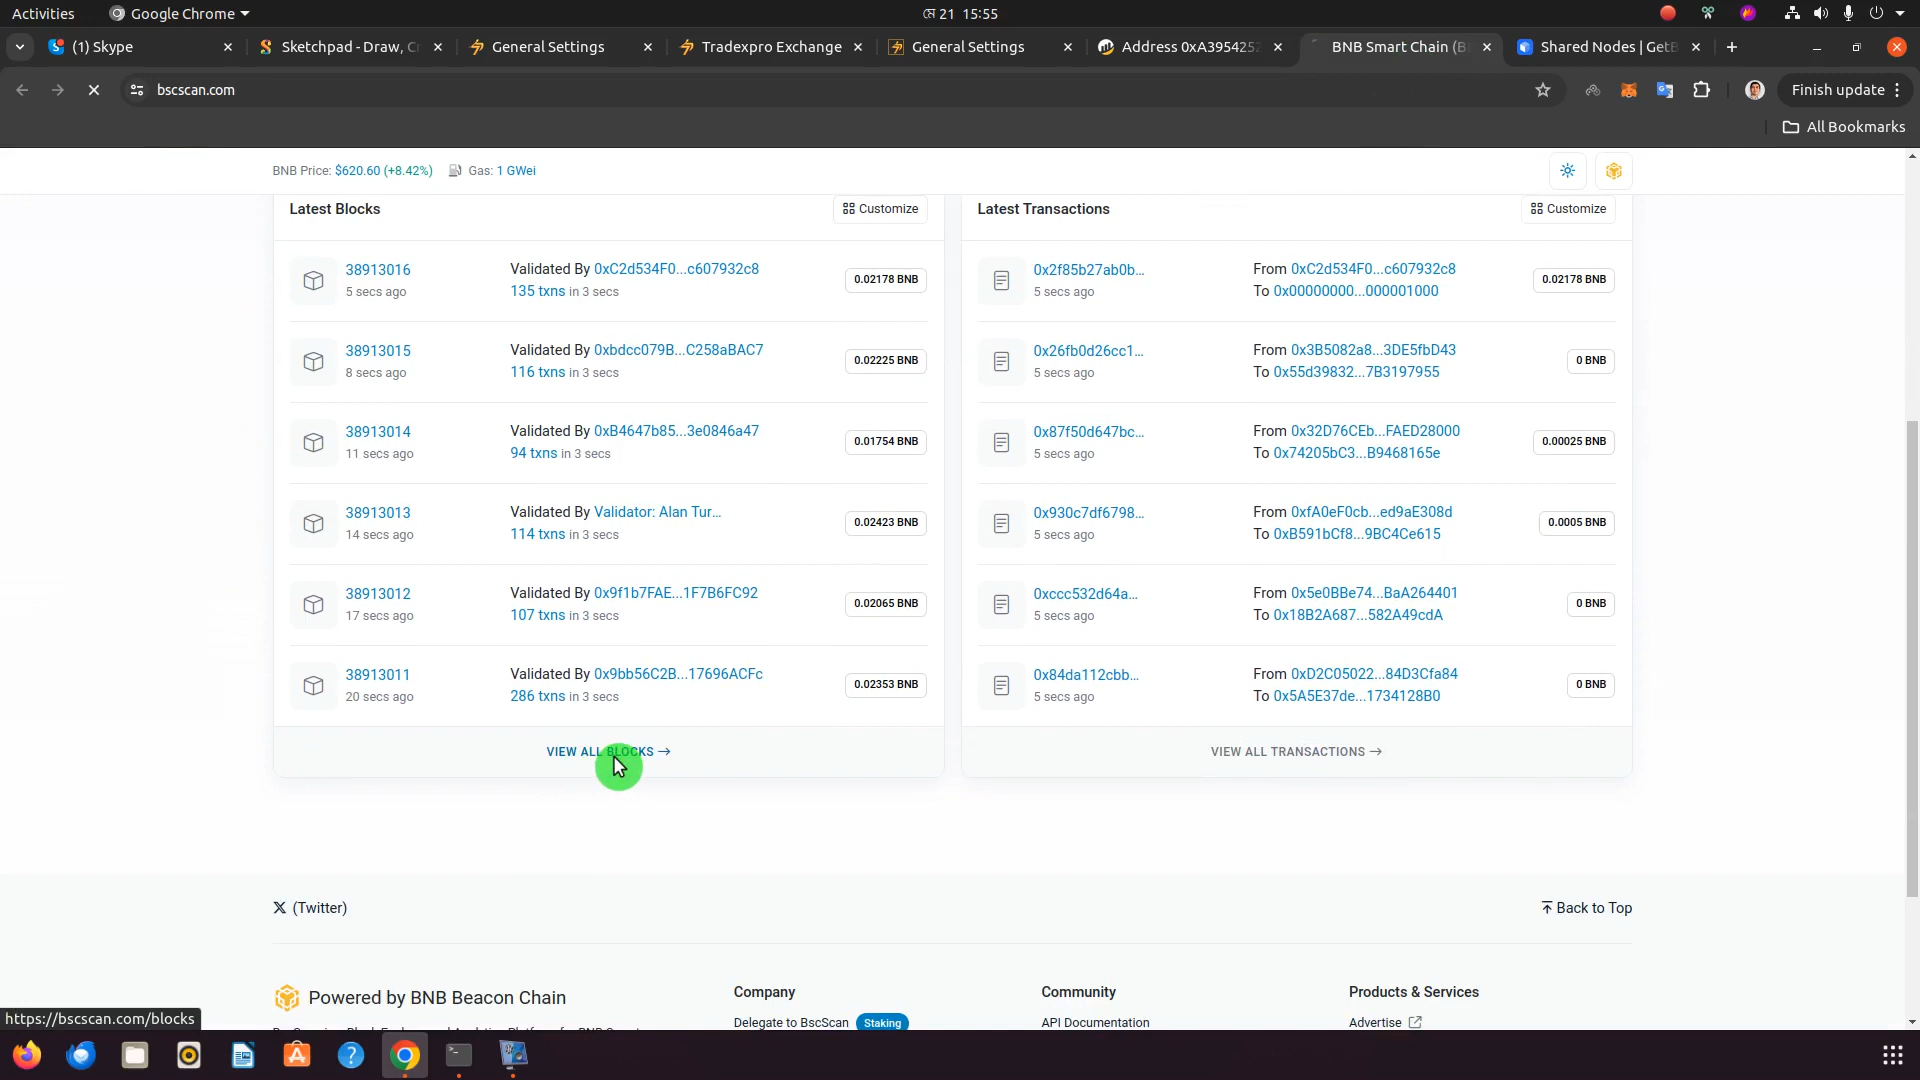 Activities
Google Chrome
মে 21 15:55
(1) Skype
Sketchpad - Draw, Cr
General Settings
Tradexpro Exchange
General Settings
Address 0xA395425
BNB Smart Chain (B
Shared Nodes | GetB
bscscan.com
Finish update
All Bookmarks
BNB Price: $620.60 (+8.42%)
Gas: 1 GWei
Latest Blocks
Customize
38913016
5 secs ago
Validated By 0xC2d534F0...c607932c8
135 txns in 3 secs
0.02178 BNB
38913015
8 secs ago
Validated By 0xbdcc079B...C258aBAC7
116 txns in 3 secs
0.02225 BNB
38913014
11 secs ago
Validated By 0xB4647b85...3e0846a47
94 txns in 3 secs
0.01754 BNB
38913013
14 secs ago
Validated By Validator: Alan Tur...
114 txns in 3 secs
0.02423 BNB
38913012
17 secs ago
Validated By 0x9f1b7FAE...1F7B6FC92
107 txns in 3 secs
0.02065 BNB
38913011
20 secs ago
Validated By 0x9bb56C2B...17696ACFc
286 txns in 3 secs
0.02353 BNB
VIEW ALL BLOCKS →
Latest Transactions
Customize
0x2f85b27ab0b...
5 secs ago
From 0xC2d534F0...c607932c8
To 0x00000000...000001000
0.02178 BNB
0x26fb0d26cc1...
5 secs ago
From 0x3B5082a8...3DE5fbD43
To 0x55d39832...7B3197955
0 BNB
0x87f50d647bc...
5 secs ago
From 0x32D76CEb...FAED28000
To 0x74205bC3...B9468165e
0.00025 BNB
0x930c7df6798...
5 secs ago
From 0xfA0eF0cb...ed9aE308d
To 0xB591bCf8...9BC4Ce615
0.0005 BNB
0xccc532d64a...
5 secs ago
From 0x5e0BBe74...BaA264401
To 0x18B2A687...582A49cdA
0 BNB
0x84da112cbb...
5 secs ago
From 0xD2C05022...84D3Cfa84
To 0x5A5E37de...1734128B0
0 BNB
VIEW ALL TRANSACTIONS →
X (Twitter)
Back to Top
Powered by BNB Beacon Chain
Company
Delegate to BscScan
Staking
Community
API Documentation
Products & Services
Advertise
https://bscscan.com/blocks